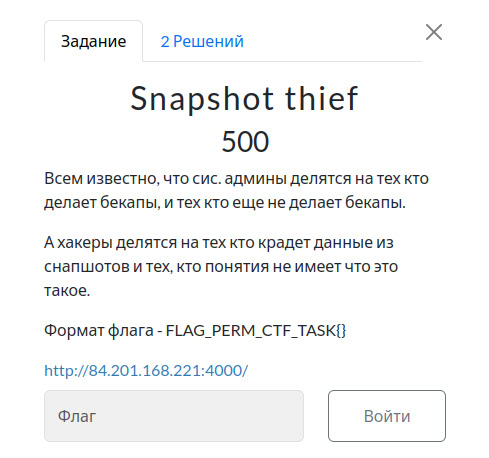 Задание
2 Решений
Snapshot thief
500
Всем известно, что сис. админы делятся на тех кто
делает бекапы, и тех кто еще не делает бекапы.
А хакеры делятся на тех кто крадет данные из
снапшотов и тех, кто понятия не имеет что это
такое.
Формат флага - FLAG_PERM_CTF_TASK{}
http://84.201.168.221:4000/
Флаг
Войти